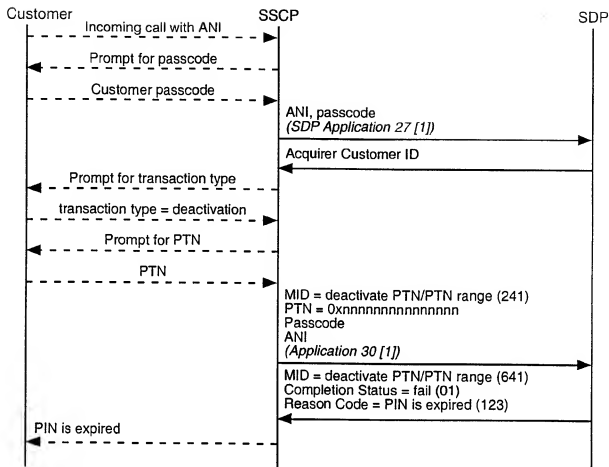 Customer
SSCP
SDP
Incoming call with ANI
Prompt for passcode
Customer passcode
ANI, passcode
(SDP Application 27 [1])
Acquirer Customer ID
Prompt for transaction type
transaction type = deactivation
Prompt for PTN
PTN
MID = deactivate PTN/PTN range (241)
PTN = 0xnnnnnnnnnnnnnnn
Passcode
ANI
(Application 30 [1])
MID = deactivate PTN/PTN range (641)
Completion Status = fail (01)
Reason Code = PIN is expired (123)
PIN is expired